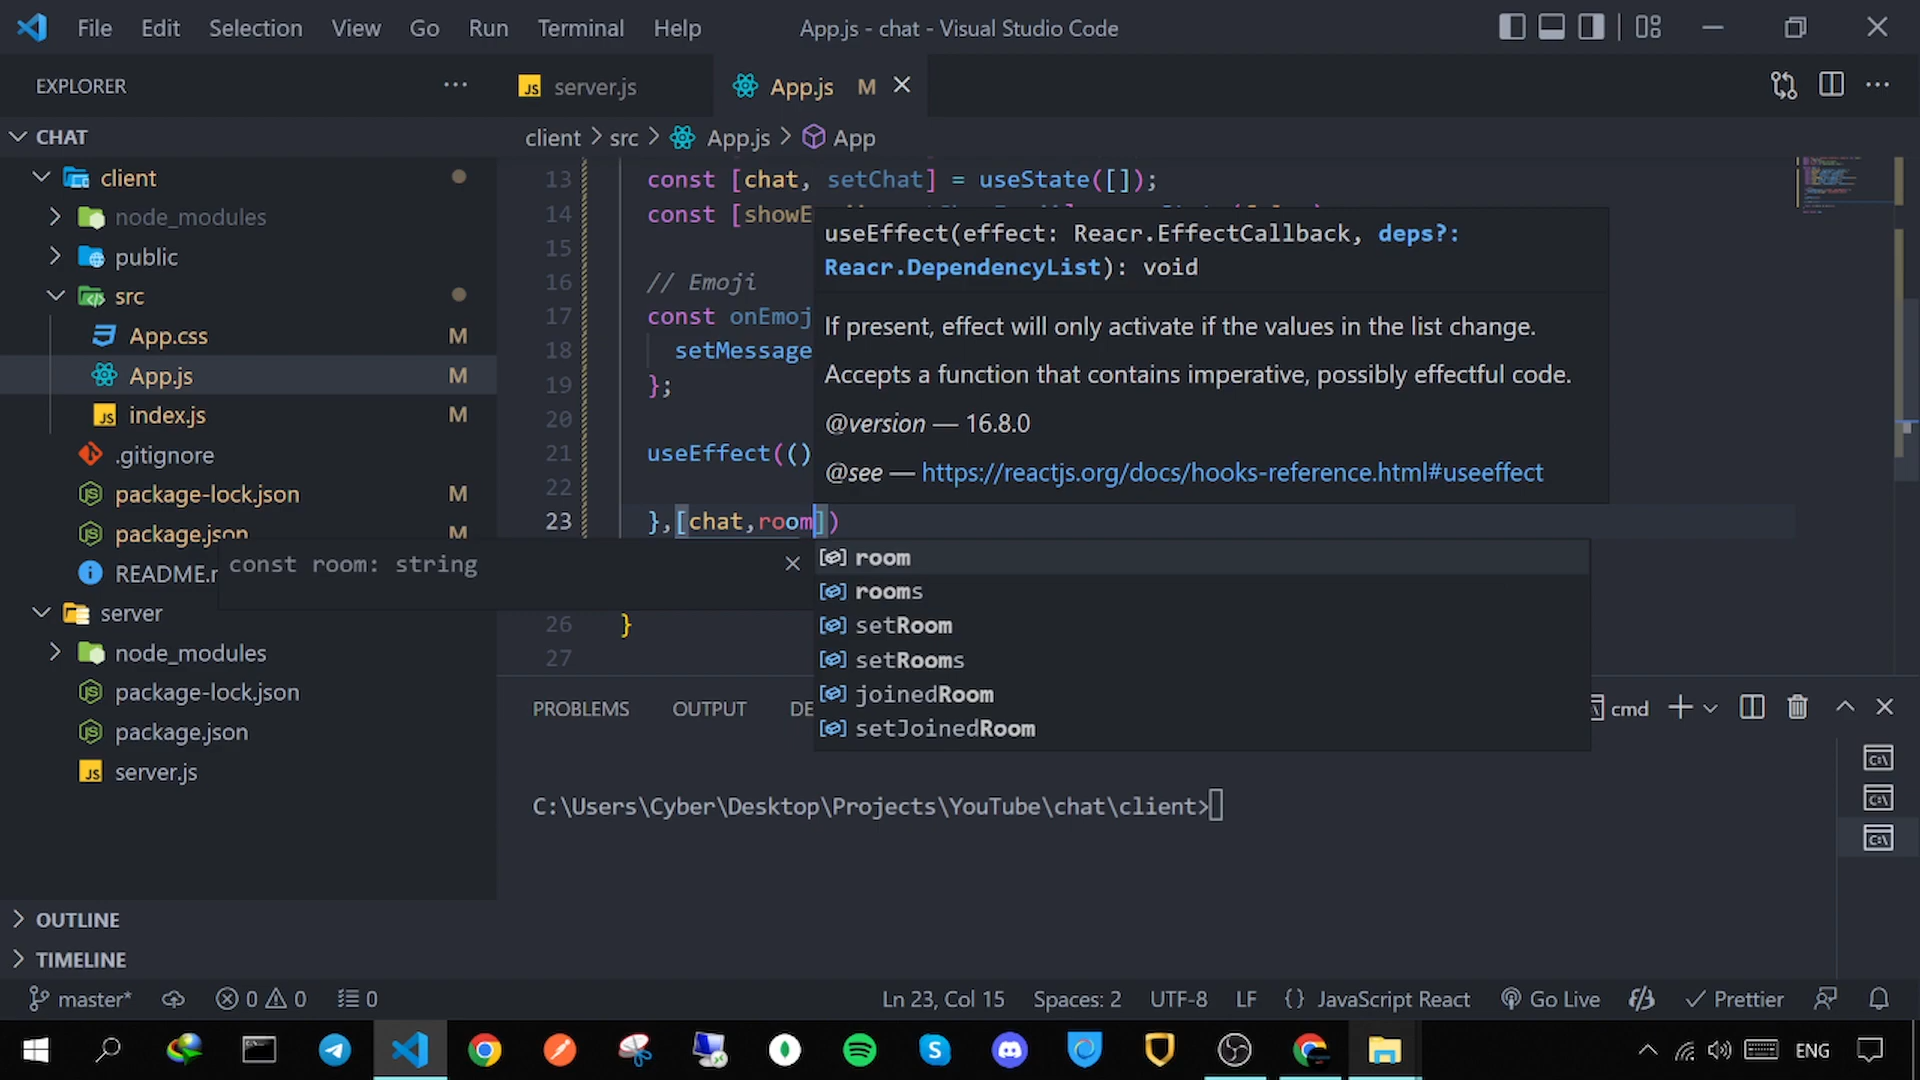 File Edit Selection View Go Run Terminal Help
App.js - chat - Visual Studio Code
EXPLORER
server.js
App.js M
CHAT
client > src > App.js > App
client
node_modules
public
src
App.css M
App.js M
index.js M
.gitignore
package-lock.json M
package.json M
README.
server
node_modules
package-lock.json
package.json
server.js
OUTLINE
TIMELINE
13 const [chat, setChat] = useState([]);
14 const [showE
15
16 // Emoji
17 const onEmoj
18 setMessage
19 };
20
21 useEffect(()
22
23 },[chat,room])
26 }
27
useEffect(effect: Reacr.EffectCallback, deps?:
Reacr.DependencyList): void
If present, effect will only activate if the values in the list change.
Accepts a function that contains imperative, possibly effectful code.
@version — 16.8.0
@see — https://reactjs.org/docs/hooks-reference.html#useeffect
const room: string
room
rooms
setRoom
setRooms
joinedRoom
setJoinedRoom
PROBLEMS OUTPUT DE
cmd
C:\Users\Cyber\Desktop\Projects\YouTube\chat\client>
master* 0 0 0
Ln 23, Col 15 Spaces: 2 UTF-8 LF {} JavaScript React Go Live Prettier
ENG